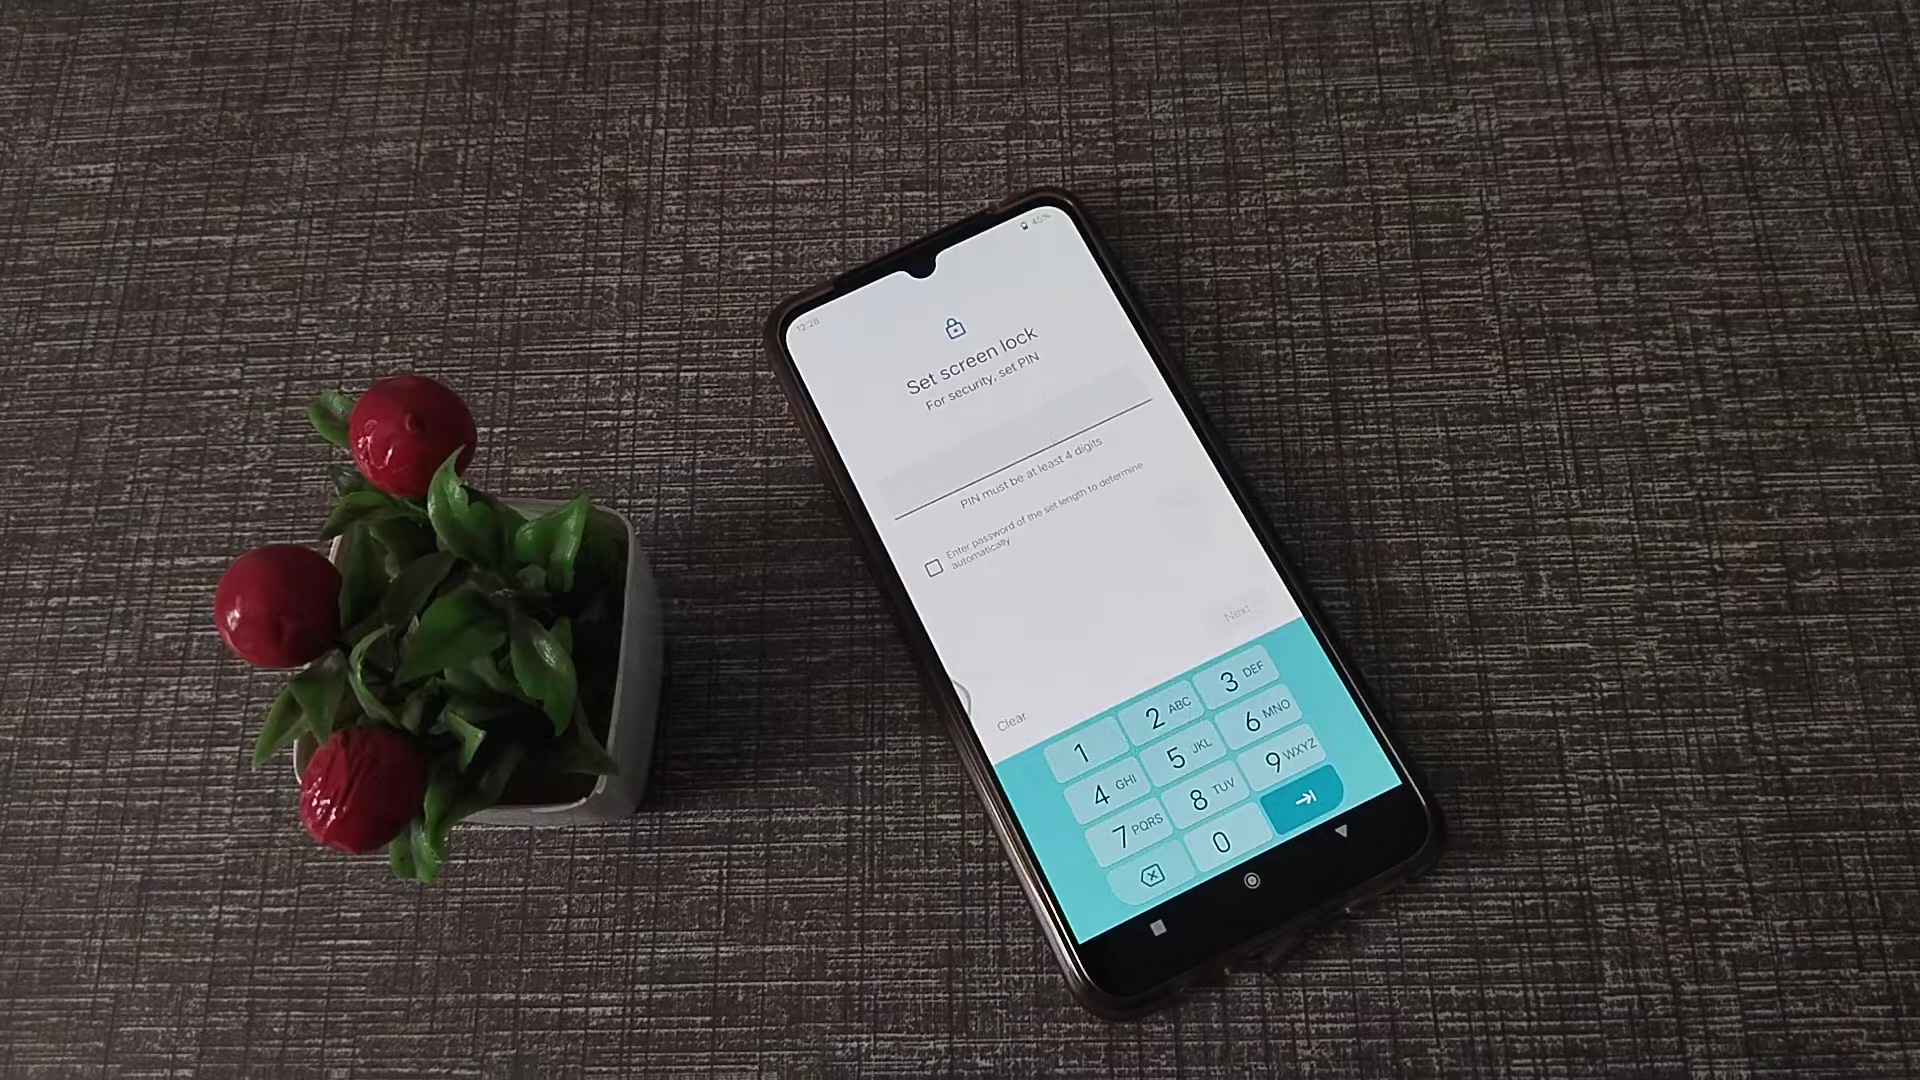 12:28
45%
Set screen lock
For security, set PIN
PIN must be at least 4 digits
Enter password of the set length to determine
automatically
Next
Clear
1
2 ABC
3 DEF
4 GHI
5 JKL
6 MNO
7 PQRS
8 TUV
9 WXYZ
0